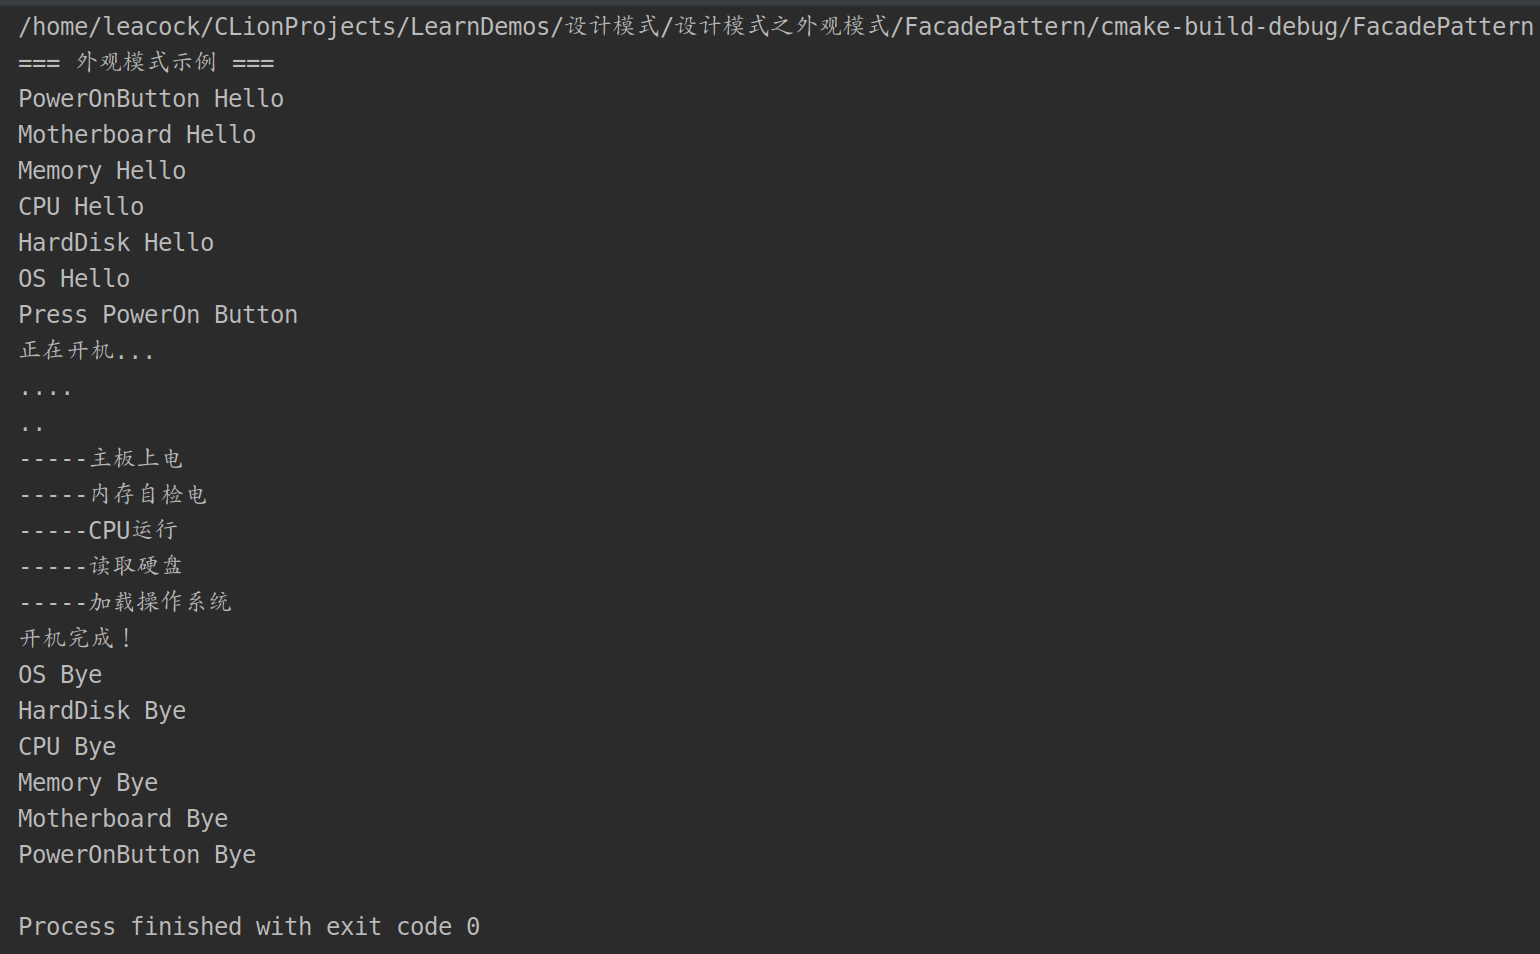 /home/leacock/CLionProjects/LearnDemos/设计模式/设计模式之外观模式/FacadePattern/cmake-build-debug/FacadePattern
=== 外观模式示例 ===
PowerOnButton Hello
Motherboard Hello
Memory Hello
CPU Hello
HardDisk Hello
OS Hello
Press PowerOn Button
正在开机...
....
..
-----主板上电
-----内存自检电
-----CPU运行
-----读取硬盘
-----加载操作系统
开机完成！
OS Bye
HardDisk Bye
CPU Bye
Memory Bye
Motherboard Bye
PowerOnButton Bye
Process finished with exit code 0